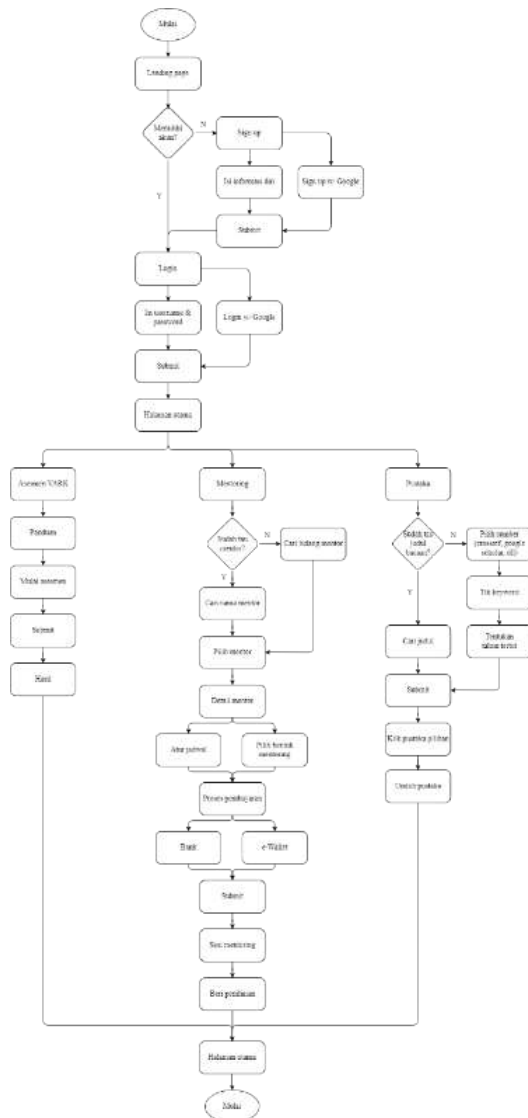 Mulai
Landing page
Memiliki
akun?
N
Sign up
Y
Isi informasi diri
Sign up w/ Google
Submit
Login
Isi username &
password
Login w/ Google
Submit
Halaman utama
Asesmen VARK
Mentoring
Pustaka
Panduan
Sudah tau
mentor?
N
Cari bidang mentor
Sudah tau
judul
bacaan?
N
Pilih sumber
(crossref, google
scholar, dll)
Mulai asesmen
Y
Cari nama mentor
Y
Tulis keyword
Submit
Pilih mentor
Cari judul
Tentukan
tahun terbit
Hasil
Detail mentor
Submit
Atur jadwal
Pilih bentuk
mentoring
Klik pustaka pilihan
Proses pembayaran
Unduh pustaka
Bank
e-Wallet
Submit
Sesi mentoring
Beri penilaian
Halaman utama
Mulai